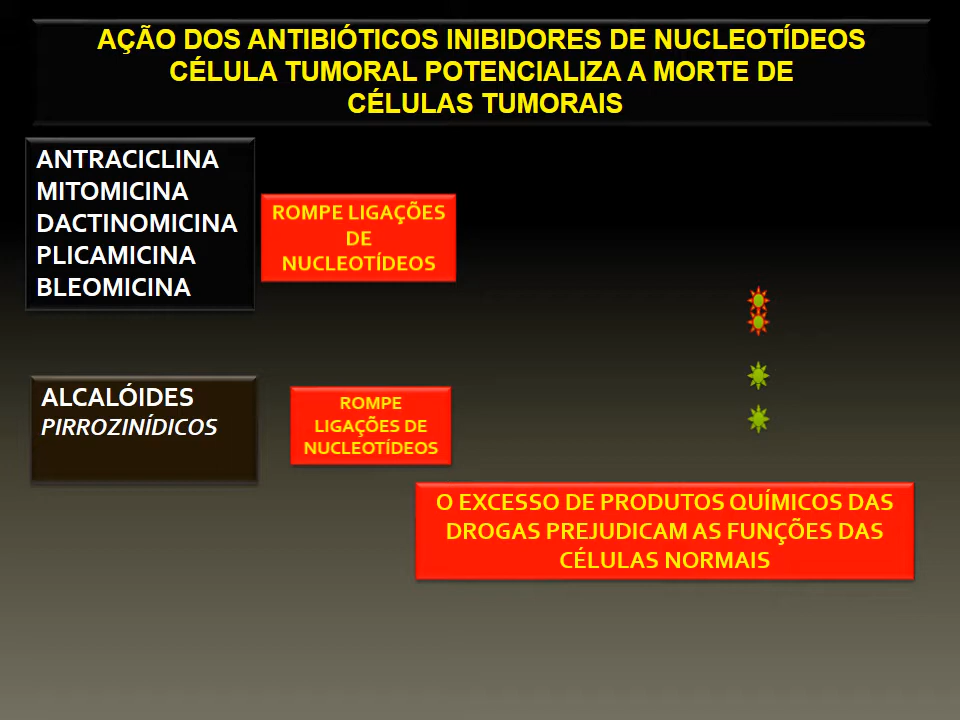 AÇÃO DOS ANTIBIÓTICOS INIBIDORES DE NUCLEOTÍDEOS
CÉLULA TUMORAL POTENCIALIZA A MORTE DE
CÉLULAS TUMORAIS
ANTRACICLINA
MITOMICINA
DACTINOMICINA
PLICAMICINA
BLEOMICINA
ROMPE LIGAÇÕES
DE
NUCLEOTÍDEOS
ALCALÓIDES
PIRROZINÍDICOS
ROMPE
LIGAÇÕES DE
NUCLEOTÍDEOS
O EXCESSO DE PRODUTOS QUÍMICOS DAS
DROGAS PREJUDICAM AS FUNÇÕES DAS
CÉLULAS NORMAIS